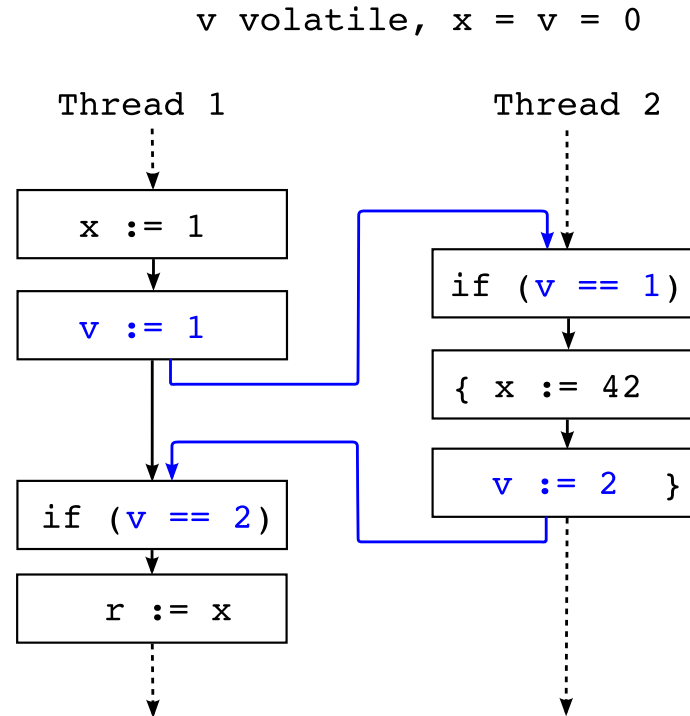 v volatile, x = v = 0
Thread 1
x := 1
v := 1
if (v == 2)
r := x
Thread 2
if (v == 1)
{ x := 42
v := 2 }